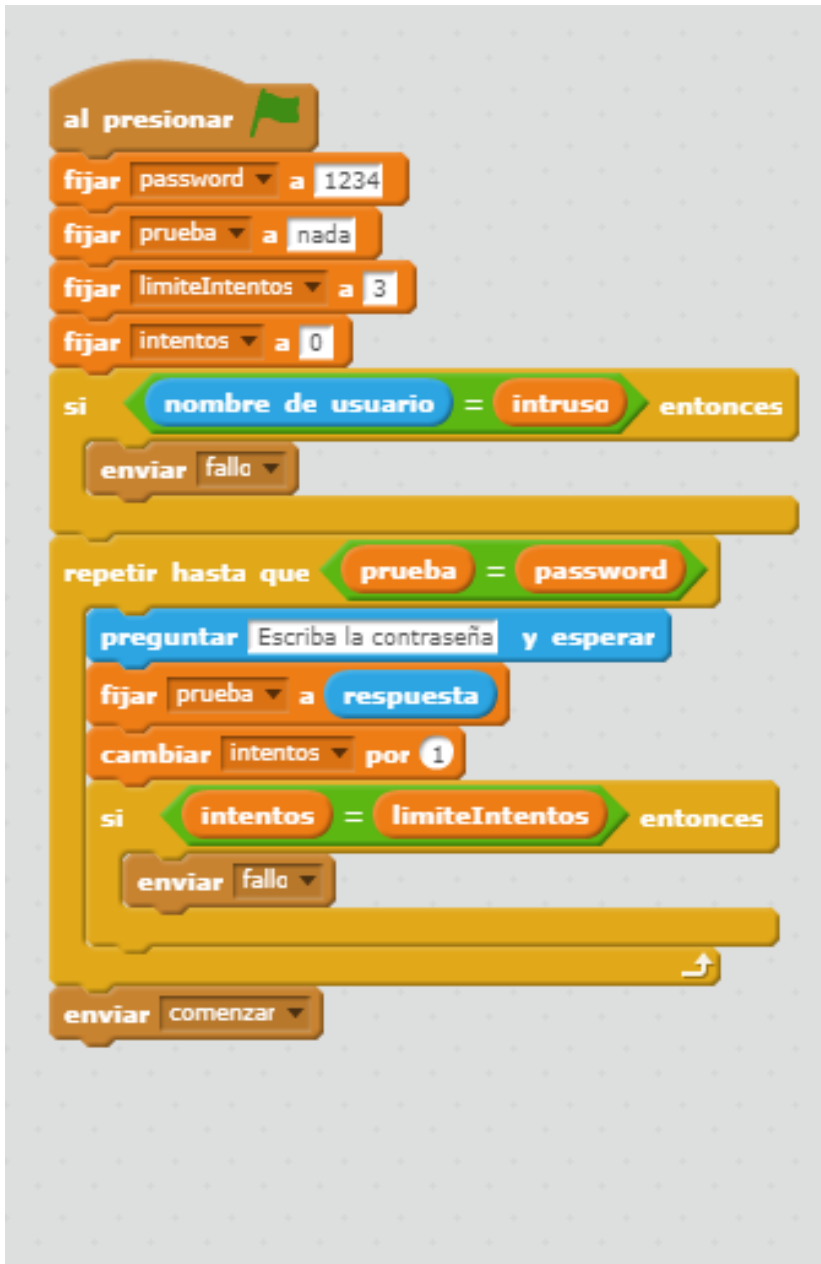 al presionar
fijar password a 1234
fijar prueba a nada
fijar limiteIntentos a 3
fijar intentos a 0
si nombre de usuario = intruso entonces
enviar fallo
repetir hasta que prueba = password
preguntar Escriba la contraseña y esperar
fijar prueba a respuesta
cambiar intentos por 1
si intentos = limiteIntentos entonces
enviar fallo
enviar comenzar